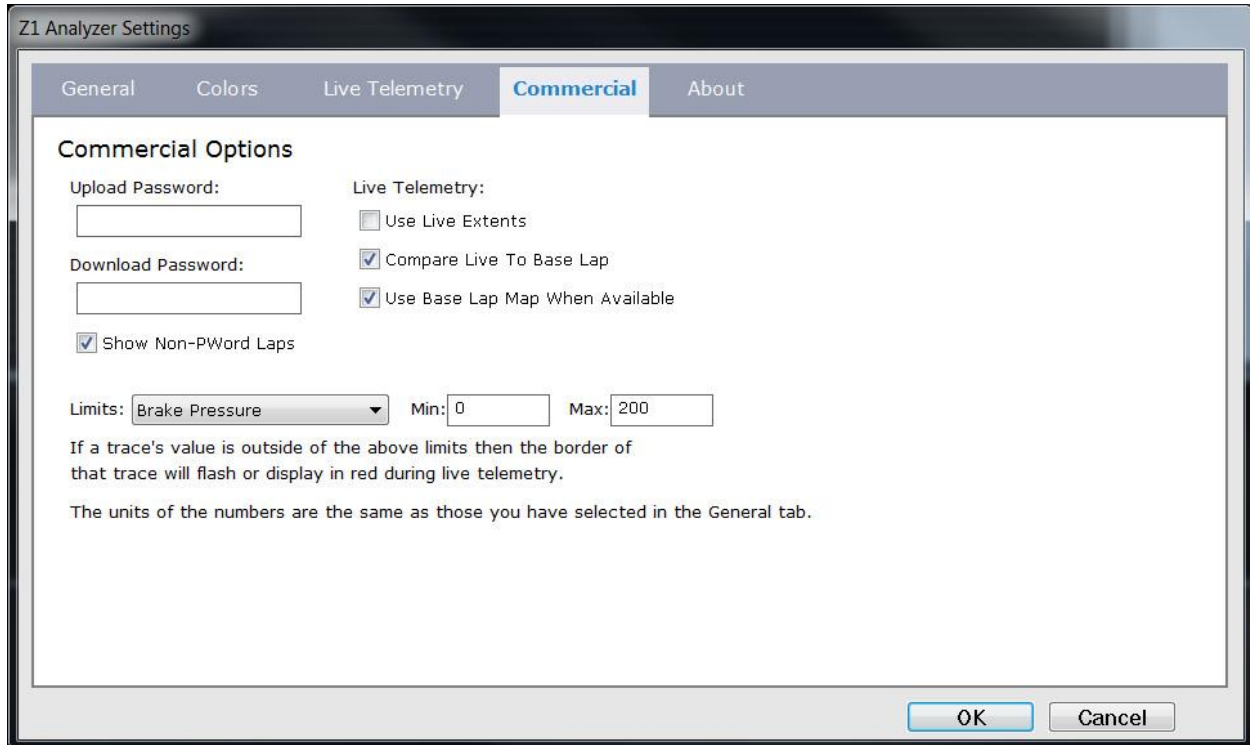 Z1 Analyzer Settings
General Colors Live Telemetry Commercial About
Commercial Options
Upload Password:
Download Password:
Show Non-PWord Laps
Live Telemetry:
Use Live Extents
Compare Live To Base Lap
Use Base Lap Map When Available
Limits: Brake Pressure Min: 0 Max: 200
If a trace's value is outside of the above limits then the border of
that trace will flash or display in red during live telemetry.
The units of the numbers are the same as those you have selected in the General tab.
OK Cancel